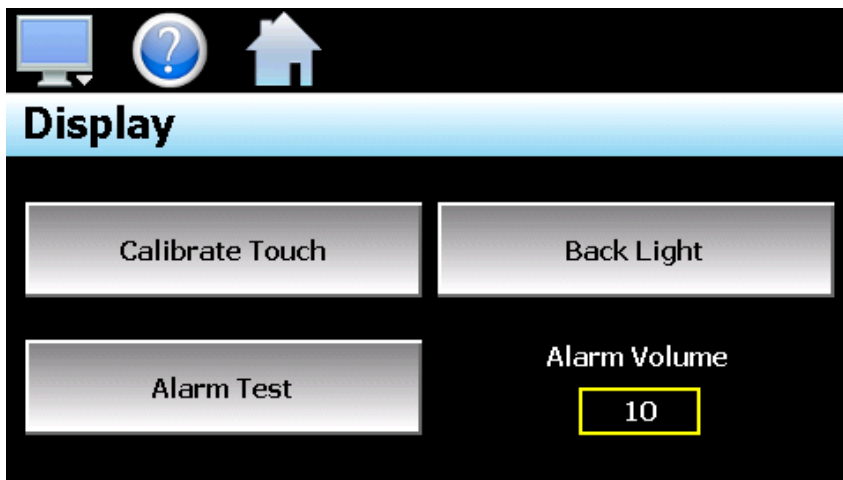 ?
Display
Calibrate Touch
Back Light
Alarm Test
Alarm Volume
10